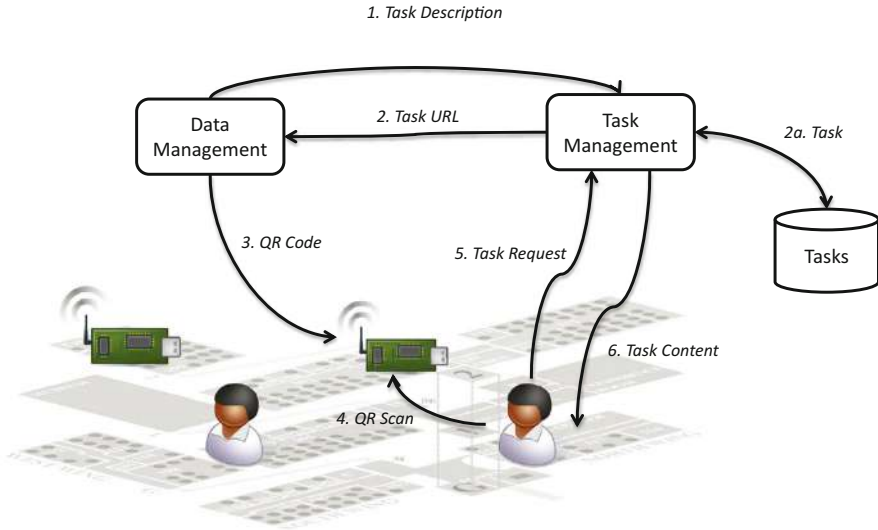 1. Task Description
Data
Management
2. Task URL
Task
Management
2a. Task
3. QR Code
5. Task Request
Tasks
6. Task Content
4. QR Scan